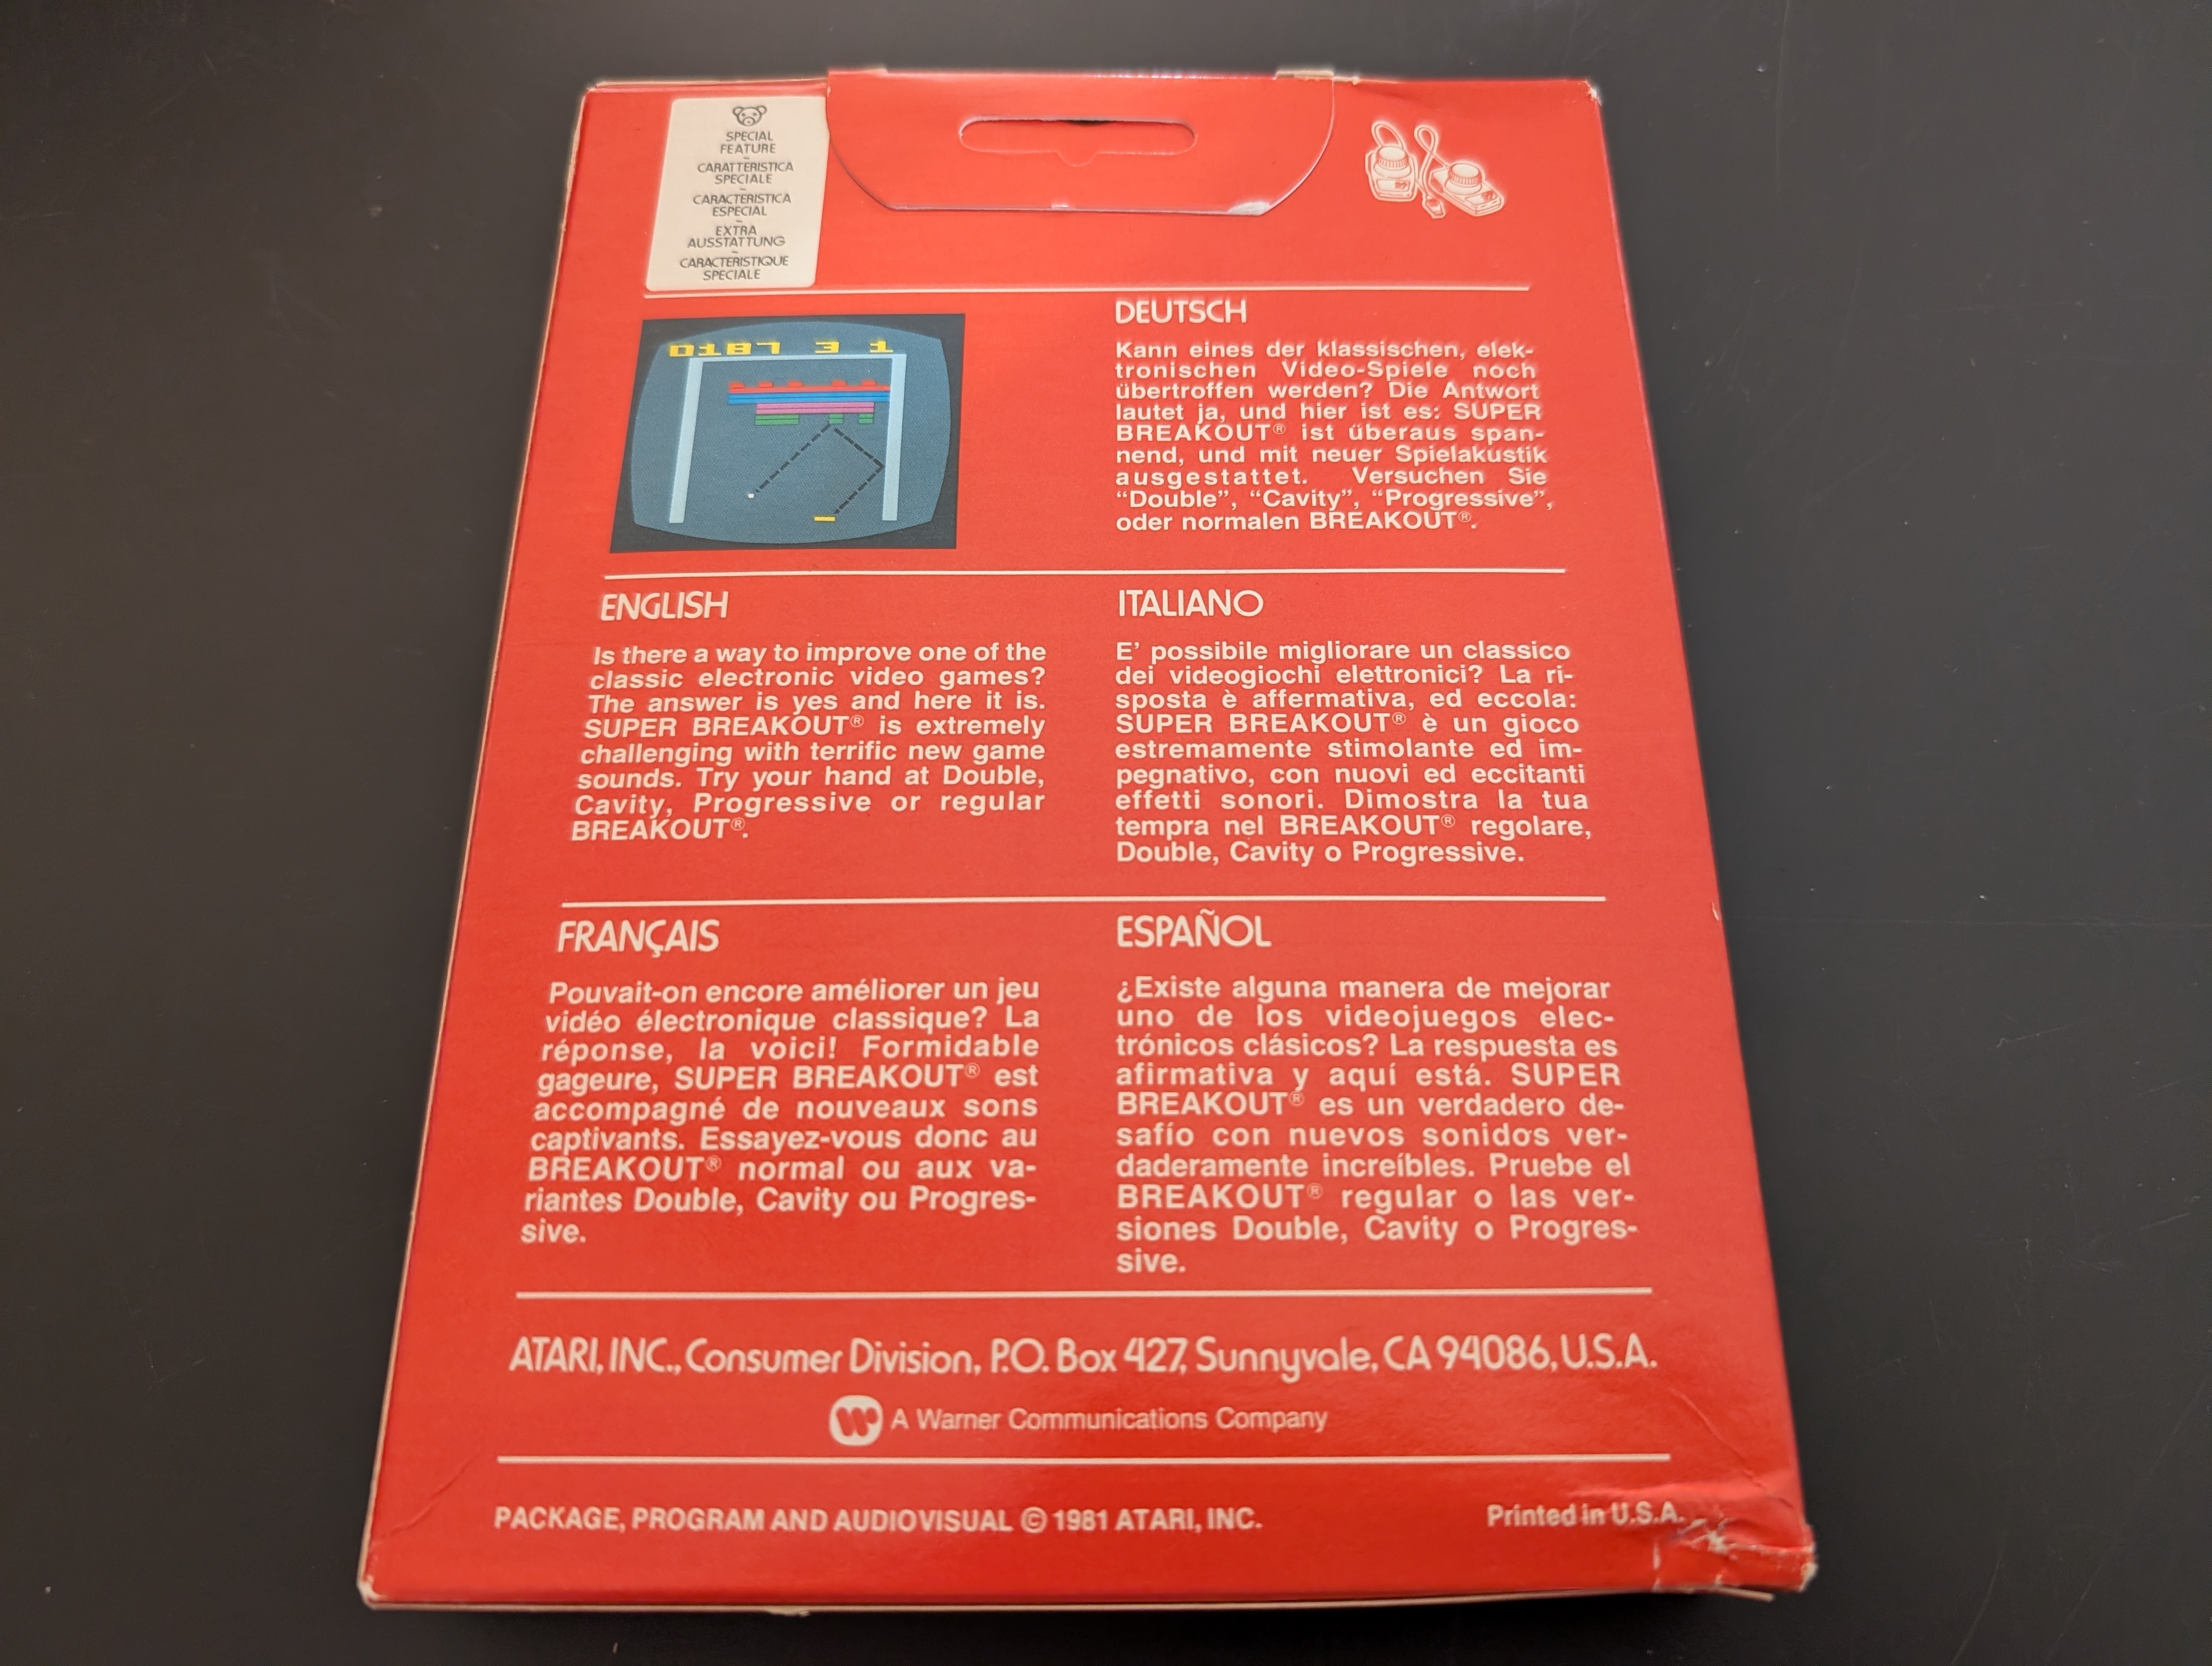 SPECIAL
FEATURE
~
CARATTERISTICA
SPECIALE
~
CARACTERISTICA
ESPECIAL
~
EXTRA
AUSSTATTUNG
~
CARACTERISTIQUE
SPECIALE
0187 3 1
DEUTSCH
Kann eines der klassischen, elek-
tronischen Video-Spiele noch
übertroffen werden? Die Antwort
lautet ja, und hier ist es: SUPER
BREAKOUT® ist überaus span-
nend, und mit neuer Spielakustik
ausgestattet. Versuchen Sie
“Double”, “Cavity”, “Progressive”,
oder normalen BREAKOUT®.
ENGLISH
Is there a way to improve one of the
classic electronic video games?
The answer is yes and here it is.
SUPER BREAKOUT® is extremely
challenging with terrific new game
sounds. Try your hand at Double,
Cavity, Progressive or regular
BREAKOUT®.
ITALIANO
E' possibile migliorare un classico
dei videogiochi elettronici? La ri-
sposta è affermativa, ed eccola:
SUPER BREAKOUT® è un gioco
estremamente stimolante ed im-
pegnativo, con nuovi ed eccitanti
effetti sonori. Dimostra la tua
tempra nel BREAKOUT® regolare,
Double, Cavity o Progressive.
FRANÇAIS
Pouvait-on encore améliorer un jeu
vidéo électronique classique? La
réponse, la voici! Formidable
gageure, SUPER BREAKOUT® est
accompagné de nouveaux sons
captivants. Essayez-vous donc au
BREAKOUT® normal ou aux va-
riantes Double, Cavity ou Progres-
sive.
ESPAÑOL
¿Existe alguna manera de mejorar
uno de los videojuegos elec-
trónicos clásicos? La respuesta es
afirmativa y aquí está. SUPER
BREAKOUT® es un verdadero de-
safío con nuevos sonidos ver-
daderamente increíbles. Pruebe el
BREAKOUT® regular o las ver-
siones Double, Cavity o Progres-
sive.
ATARI, INC., Consumer Division, P.O. Box 427, Sunnyvale, CA 94086, U.S.A.
A Warner Communications Company
PACKAGE, PROGRAM AND AUDIOVISUAL © 1981 ATARI, INC.
Printed in U.S.A.